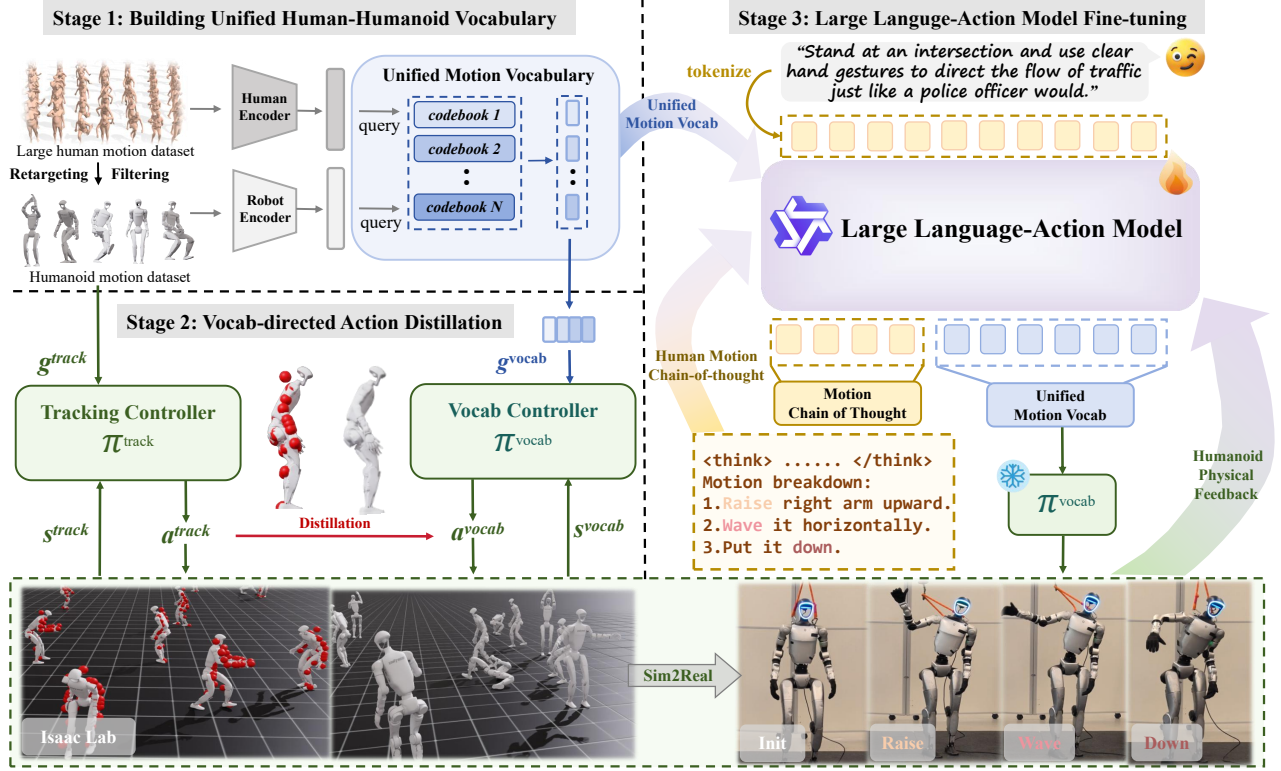 Stage 1: Building Unified Human-Humanoid Vocabulary
Large human motion dataset
Retargeting
Filtering
Humanoid motion dataset
Human
Encoder
Robot
Encoder
query
query
Unified Motion Vocabulary
codebook 1
codebook 2
codebook N
Unified
Motion Vocab
Stage 2: Vocab-directed Action Distillation
g^track
g^vocab
Tracking Controller
π^track
Vocab Controller
π^vocab
Distillation
s^track
a^track
a^vocab
s^vocab
Stage 3: Large Languge-Action Model Fine-tuning
“Stand at an intersection and use clear
hand gestures to direct the flow of traffic
just like a police officer would.”
tokenize
Large Language-Action Model
Human Motion
Chain-of-thought
Motion
Chain of Thought
Unified
Motion Vocab
<think> ...... </think>
Motion breakdown:
1.Raise right arm upward.
2.Wave it horizontally.
3.Put it down.
π^vocab
Humanoid
Physical
Feedback
Isaac Lab
Sim2Real
Init
Raise
Wave
Down